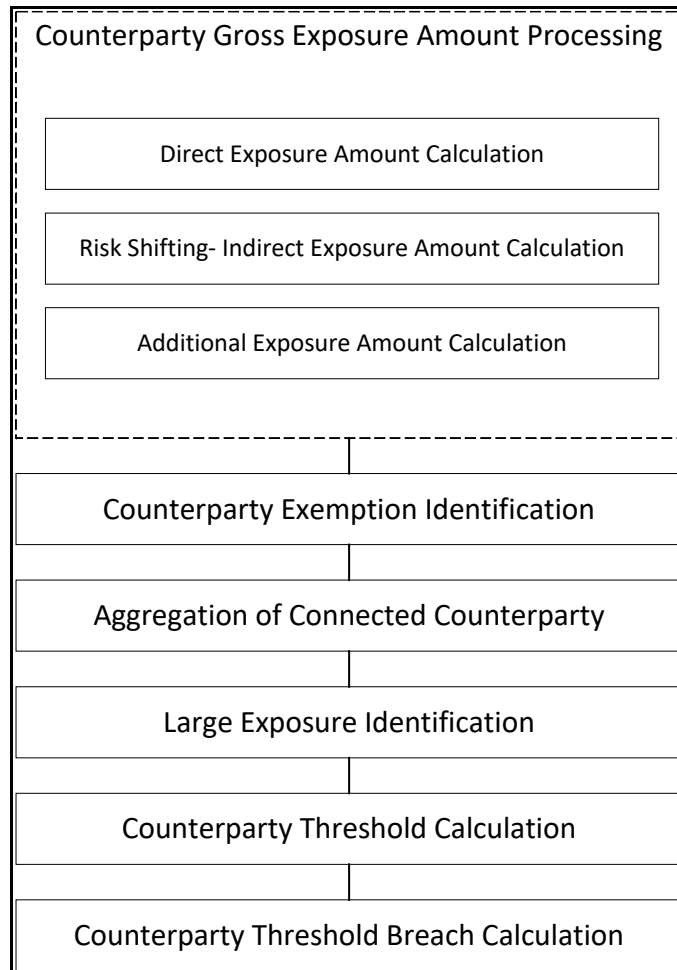 Counterparty Gross Exposure Amount Processing
Direct Exposure Amount Calculation
Risk Shifting- Indirect Exposure Amount Calculation
Additional Exposure Amount Calculation
Counterparty Exemption Identification
Aggregation of Connected Counterparty
Large Exposure Identification
Counterparty Threshold Calculation
Counterparty Threshold Breach Calculation